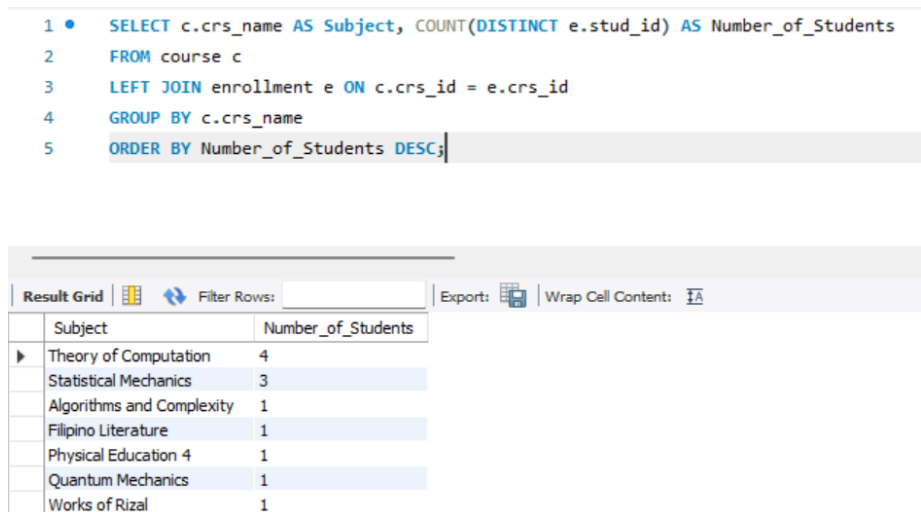 1 SELECT c.crs_name AS Subject, COUNT(DISTINCT e.stud_id) AS Number_of_Students
2 FROM course c
3 LEFT JOIN enrollment e ON c.crs_id = e.crs_id
4 GROUP BY c.crs_name
5 ORDER BY Number_of_Students DESC;
Result Grid Filter Rows: Export: Wrap Cell Content: IA
Subject Number_of_Students
Theory of Computation 4
Statistical Mechanics 3
Algorithms and Complexity 1
Filipino Literature 1
Physical Education 4 1
Quantum Mechanics 1
Works of Rizal 1